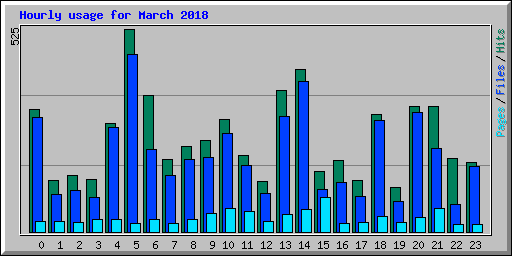 Hourly usage for March 2018
525
Pages / Files / Hits
0 1 2 3 4 5 6 7 8 9 10 11 12 13 14 15 16 17 18 19 20 21 22 23